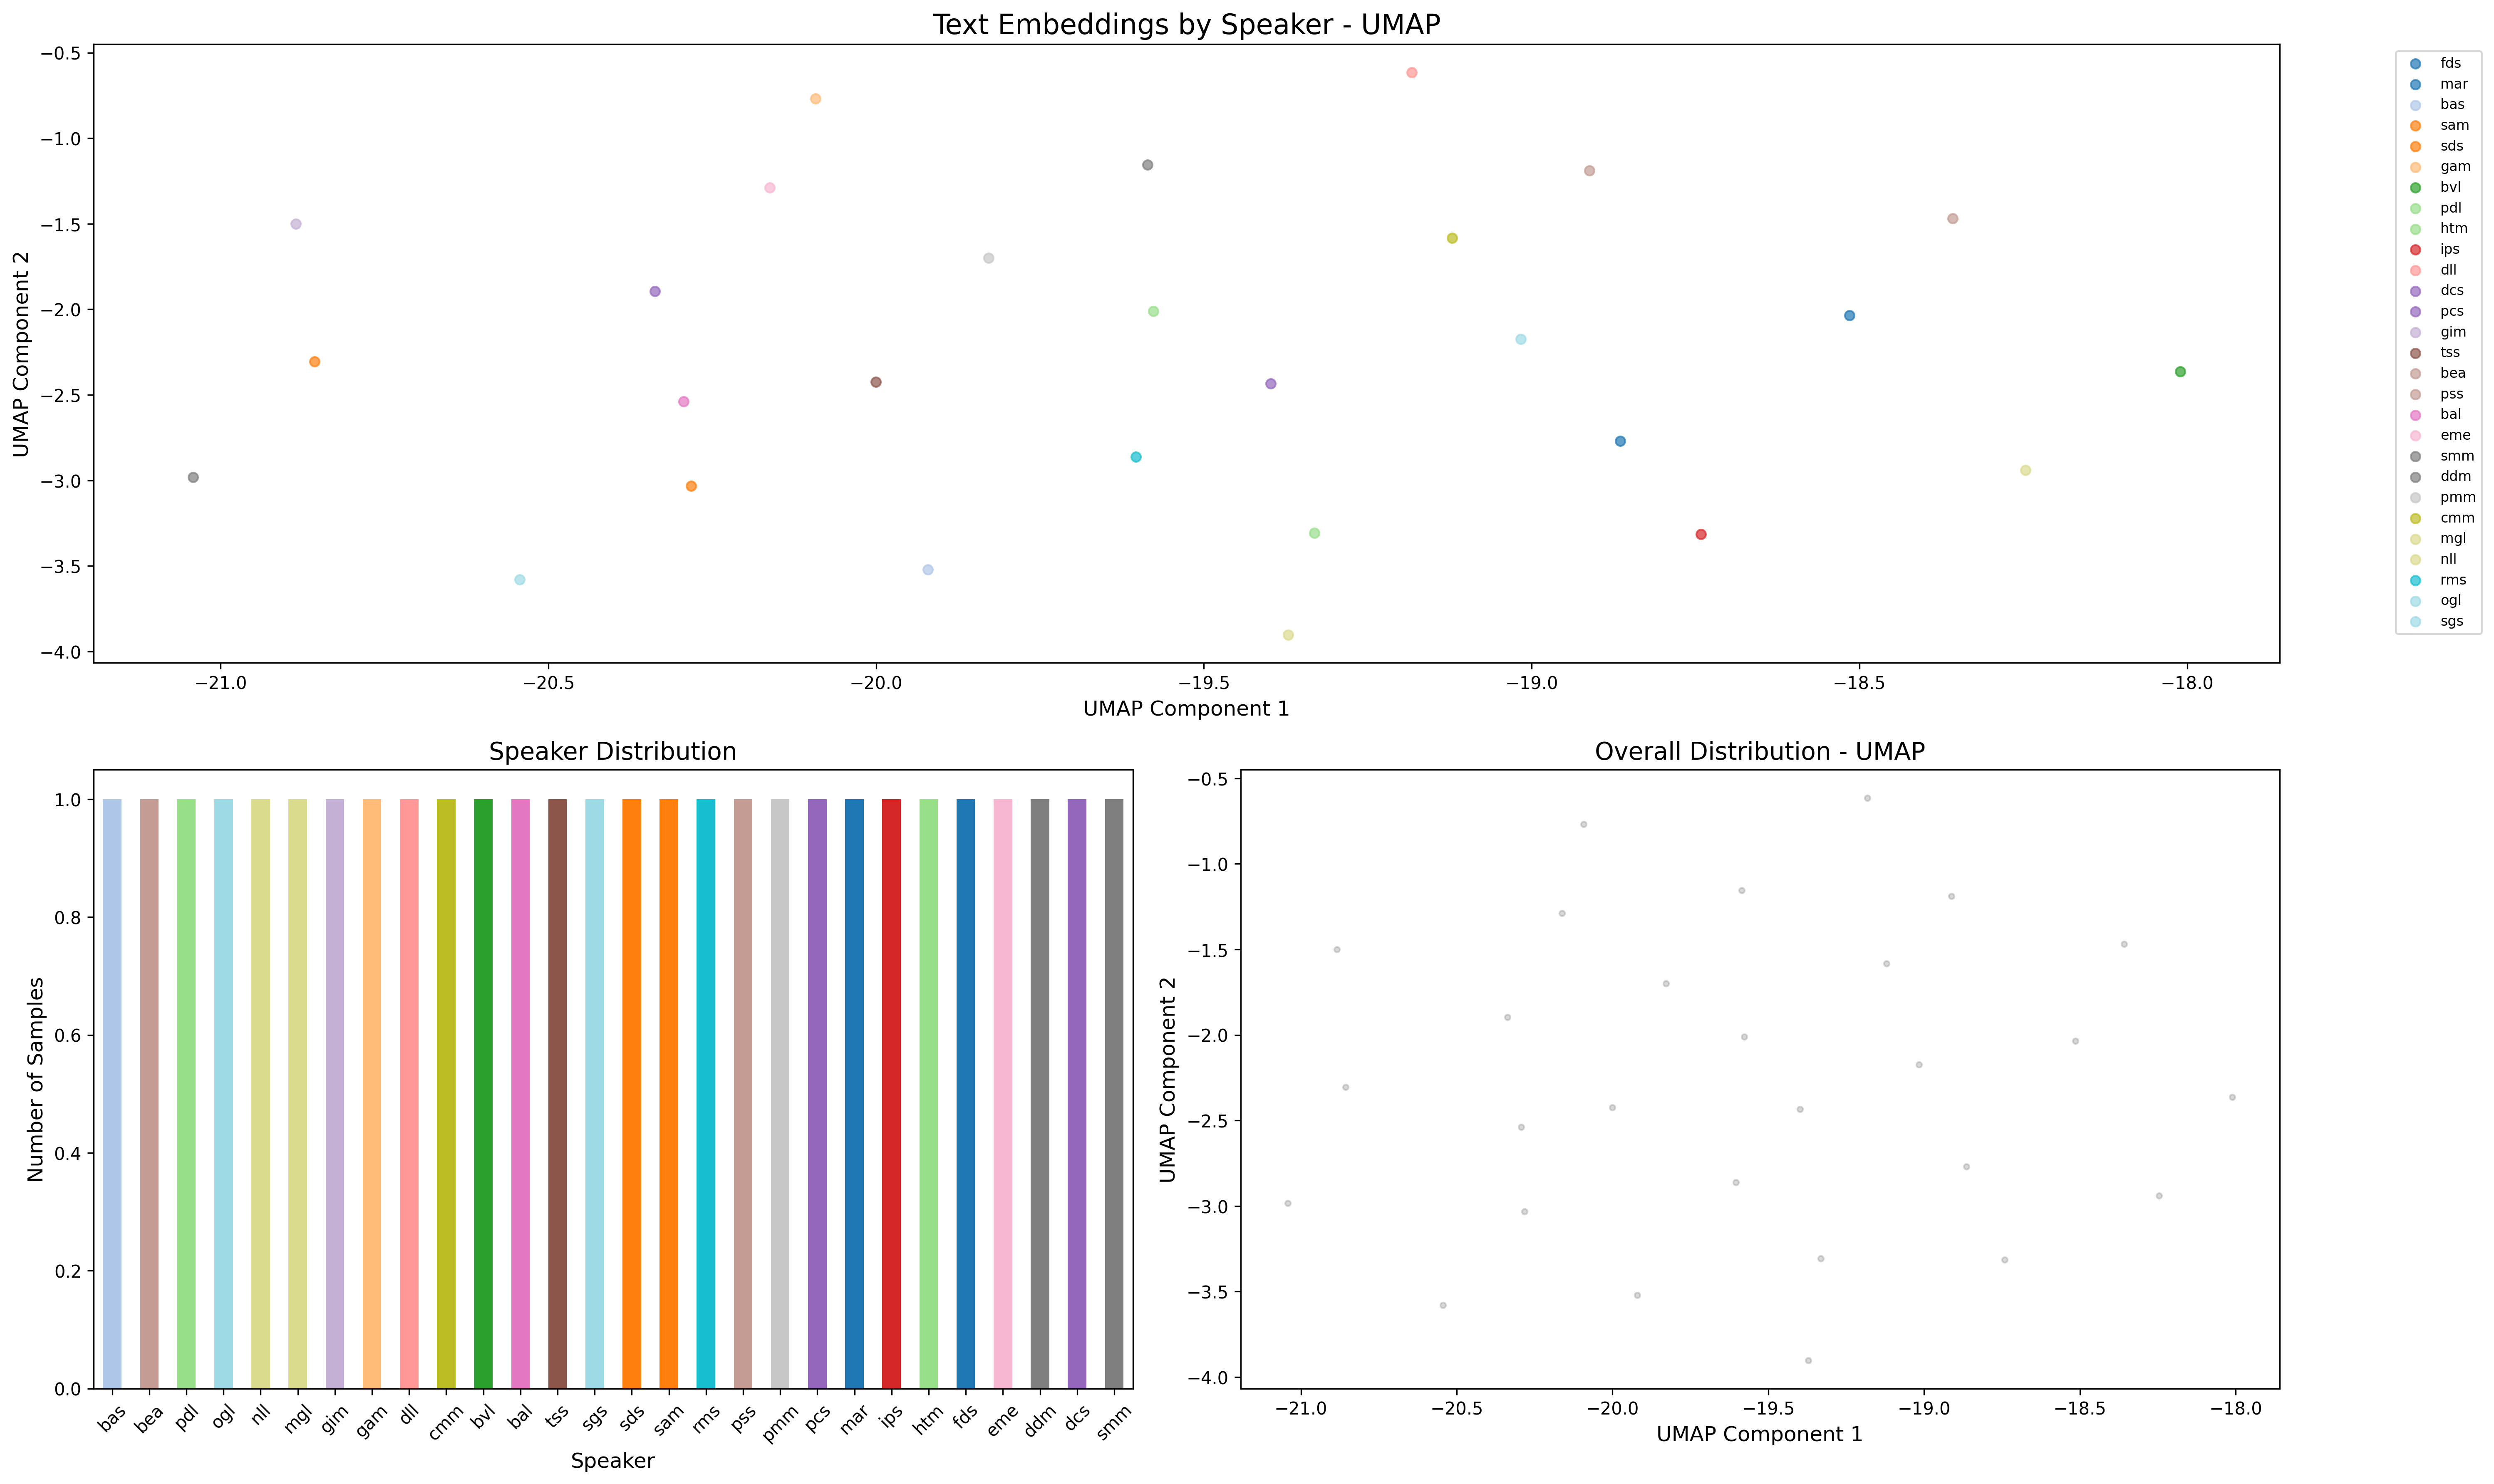 Text Embeddings by Speaker - UMAP
UMAP Component 2
−0.5
−1.0
−1.5
−2.0
−2.5
−3.0
−3.5
−4.0
−21.0 −20.5 −20.0 −19.5 −19.0 −18.5 −18.0
UMAP Component 1
fds
mar
bas
sam
sds
gam
bvl
pdl
htm
ips
dll
dcs
pcs
gim
tss
bea
pss
bal
eme
smm
ddm
pmm
cmm
mgl
nll
rms
ogl
sgs
Speaker Distribution
Number of Samples
1.0
0.8
0.6
0.4
0.2
0.0
bas bea pdl ogl nll mgl gim gam dll cmm bvl bal tss sgs sds sam rms pss pmm pcs mar ips htm fds eme ddm dcs smm
Speaker
Overall Distribution - UMAP
UMAP Component 2
−0.5
−1.0
−1.5
−2.0
−2.5
−3.0
−3.5
−4.0
−21.0 −20.5 −20.0 −19.5 −19.0 −18.5 −18.0
UMAP Component 1